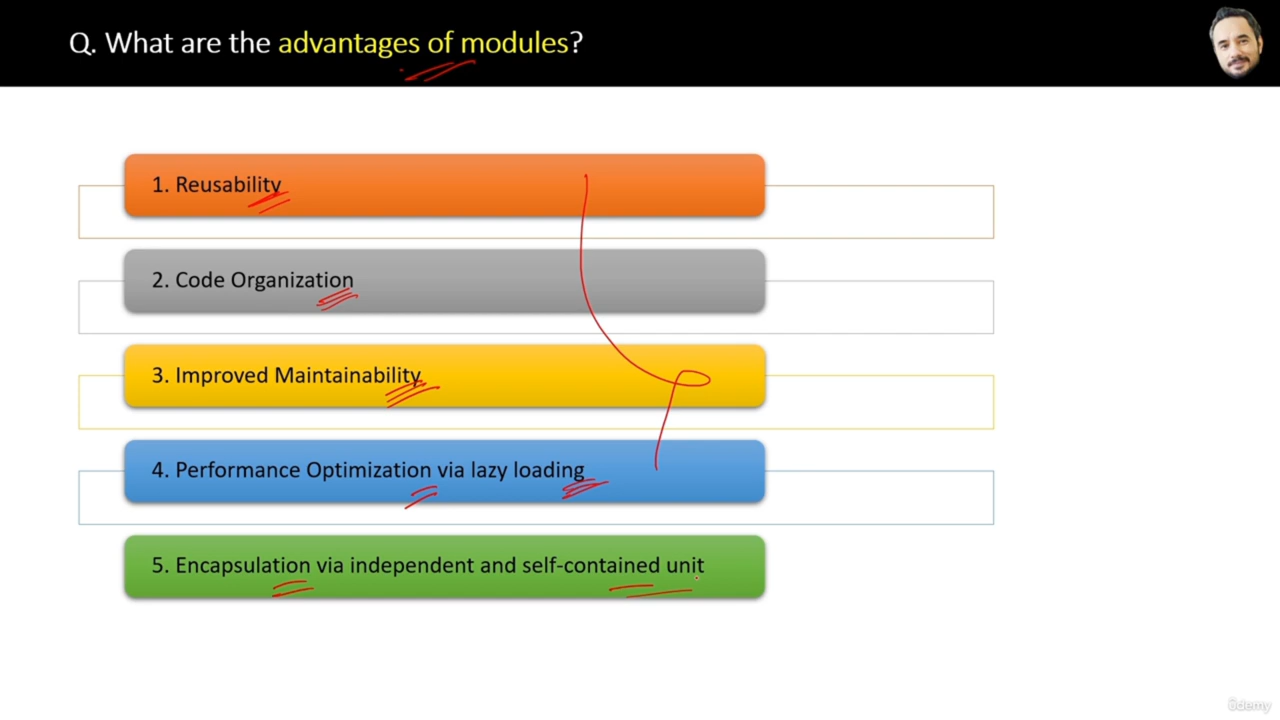 Q. What are the advantages of modules?
1. Reusability
2. Code Organization
3. Improved Maintainability
4. Performance Optimization via lazy loading
5. Encapsulation via independent and self-contained unit
ûdemy